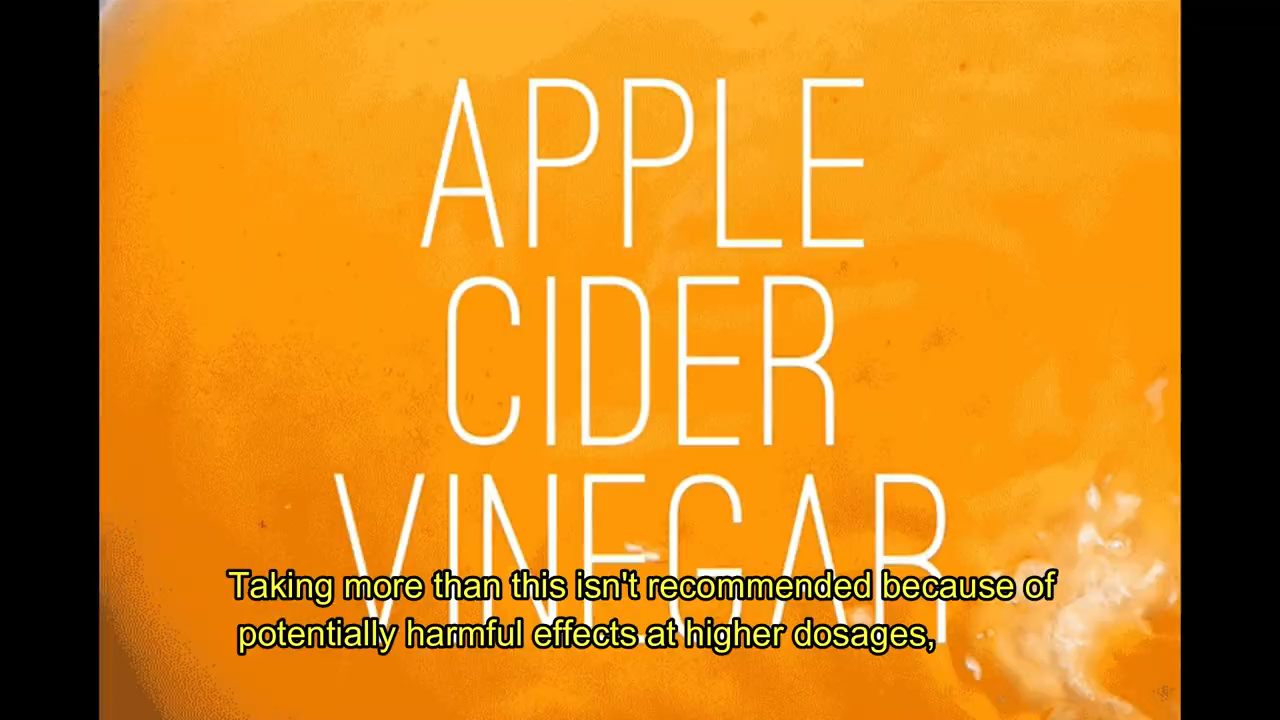 APPLE
CIDER
VINEGAR
Taking more than this isn't recommended because of
potentially harmful effects at higher dosages,